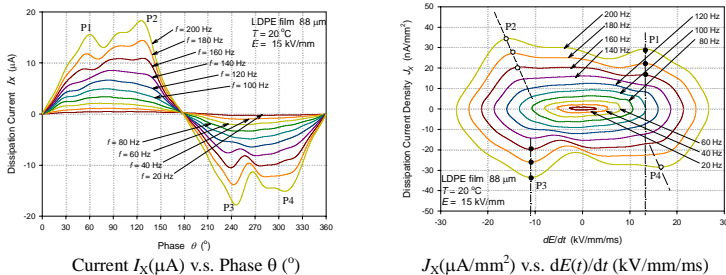 Dissipation Current Ix (μA)
20
10
0
-10
-20
P1
P2
f = 200 Hz
f = 180 Hz
f = 160 Hz
f = 140 Hz
f = 120 Hz
f = 100 Hz
LDPE film 88 μm
T = 20 °C
E = 15 kV/mm
f = 80 Hz
f = 60 Hz
f = 40 Hz
f = 20 Hz
P3
P4
0 30 60 90 120 150 180 210 240 270 300 330 360
Phase θ (°)
Current IX(μA) v.s. Phase θ (°)
Dissipation Current Density Jx (nA/mm²)
50
40
30
20
10
0
-10
-20
-30
-40
-50
P2
200 Hz
180 Hz
160 Hz
140 Hz
P1
120 Hz
100 Hz
80 Hz
60 Hz
40 Hz
20 Hz
P3
P4
LDPE film 88 μm
T = 20 °C
E = 15 kV/mm
-30 -20 -10 0 10 20 30
dE/dt (kV/mm/ms)
JX(μA/mm²) v.s. dE(t)/dt (kV/mm/ms)